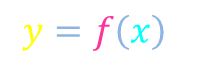 y = f(x)